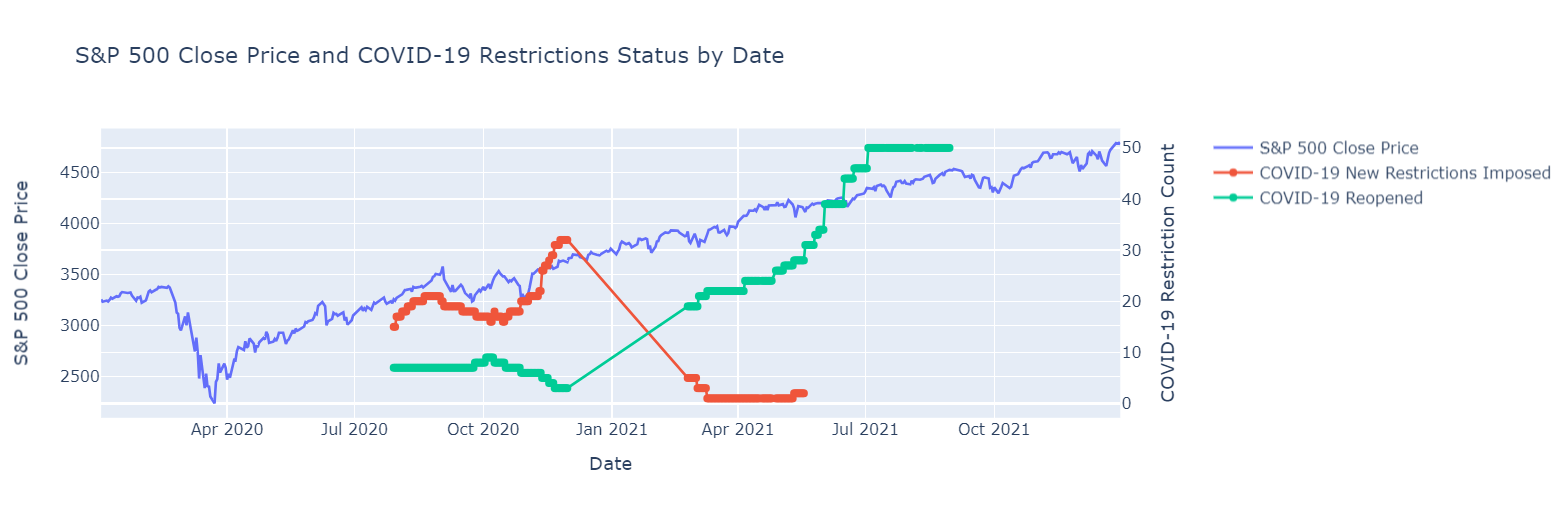 S&P 500 Close Price and COVID-19 Restrictions Status by Date
S&P 500 Close Price
4500
4000
3500
3000
2500
50
40
30
20
10
0
COVID-19 Restriction Count
Apr 2020
Jul 2020
Oct 2020
Jan 2021
Apr 2021
Jul 2021
Oct 2021
Date
S&P 500 Close Price
COVID-19 New Restrictions Imposed
COVID-19 Reopened